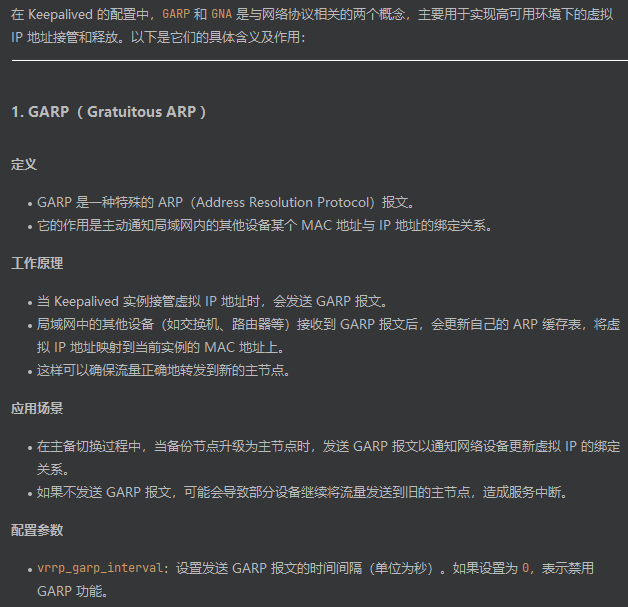 在 Keepalived 的配置中，GARP 和 GNA 是与网络协议相关的两个概念，主要用于实现高可用环境下的虚拟
IP 地址接管和释放。以下是它们的具体含义及作用：
1. GARP（ Gratuitous ARP ）
定义
• GARP 是一种特殊的 ARP（Address Resolution Protocol）报文。
• 它的作用是主动通知局域网内的其他设备某个 MAC 地址与 IP 地址的绑定关系。
工作原理
• 当 Keepalived 实例接管虚拟 IP 地址时，会发送 GARP 报文。
• 局域网中的其他设备（如交换机、路由器等）接收到 GARP 报文后，会更新自己的 ARP 缓存表，将虚
拟 IP 地址映射到当前实例的 MAC 地址上。
• 这样可以确保流量正确地转发到新的主节点。
应用场景
• 在主备切换过程中，当备份节点升级为主节点时，发送 GARP 报文以通知网络设备更新虚拟 IP 的绑定
关系。
• 如果不发送 GARP 报文，可能会导致部分设备继续将流量发送到旧的主节点，造成服务中断。
配置参数
• vrrp_garp_interval：设置发送 GARP 报文的时间间隔（单位为秒）。如果设置为 0，表示禁用
GARP 功能。